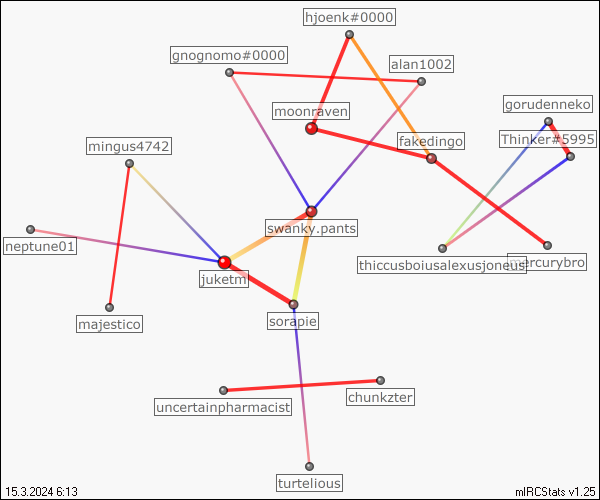 hjoenk#0000
gnognomo#0000
alan1002
gorudenneko
moonraven
Thinker#5995
mingus4742
fakedingo
swanky.pants
neptune01
thiccusboiusalexusjoneus
mercurybro
juketm
majestico
sorapie
uncertainpharmacist
chunkzter
turtelious
15.3.2024 6:13
mIRCStats v1.25